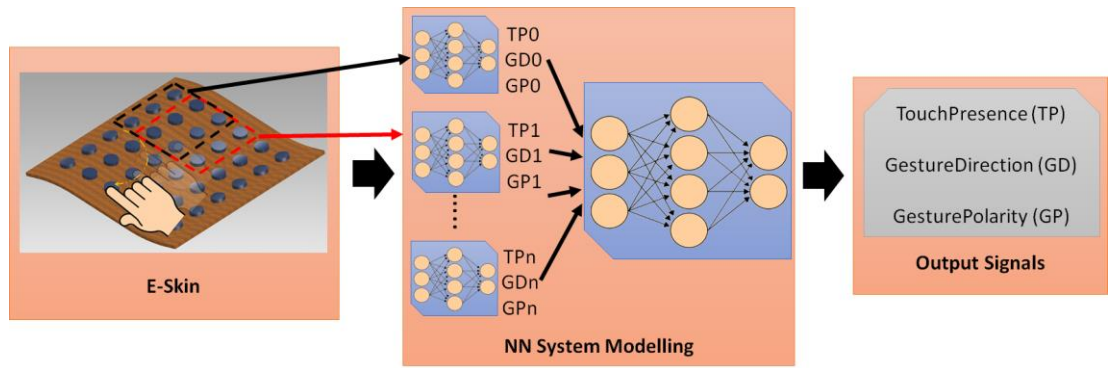 E-Skin
TP0
GD0
GP0
TP1
GD1
GP1
TPn
GDn
GPn
NN System Modelling
TouchPresence (TP)
GestureDirection (GD)
GesturePolarity (GP)
Output Signals